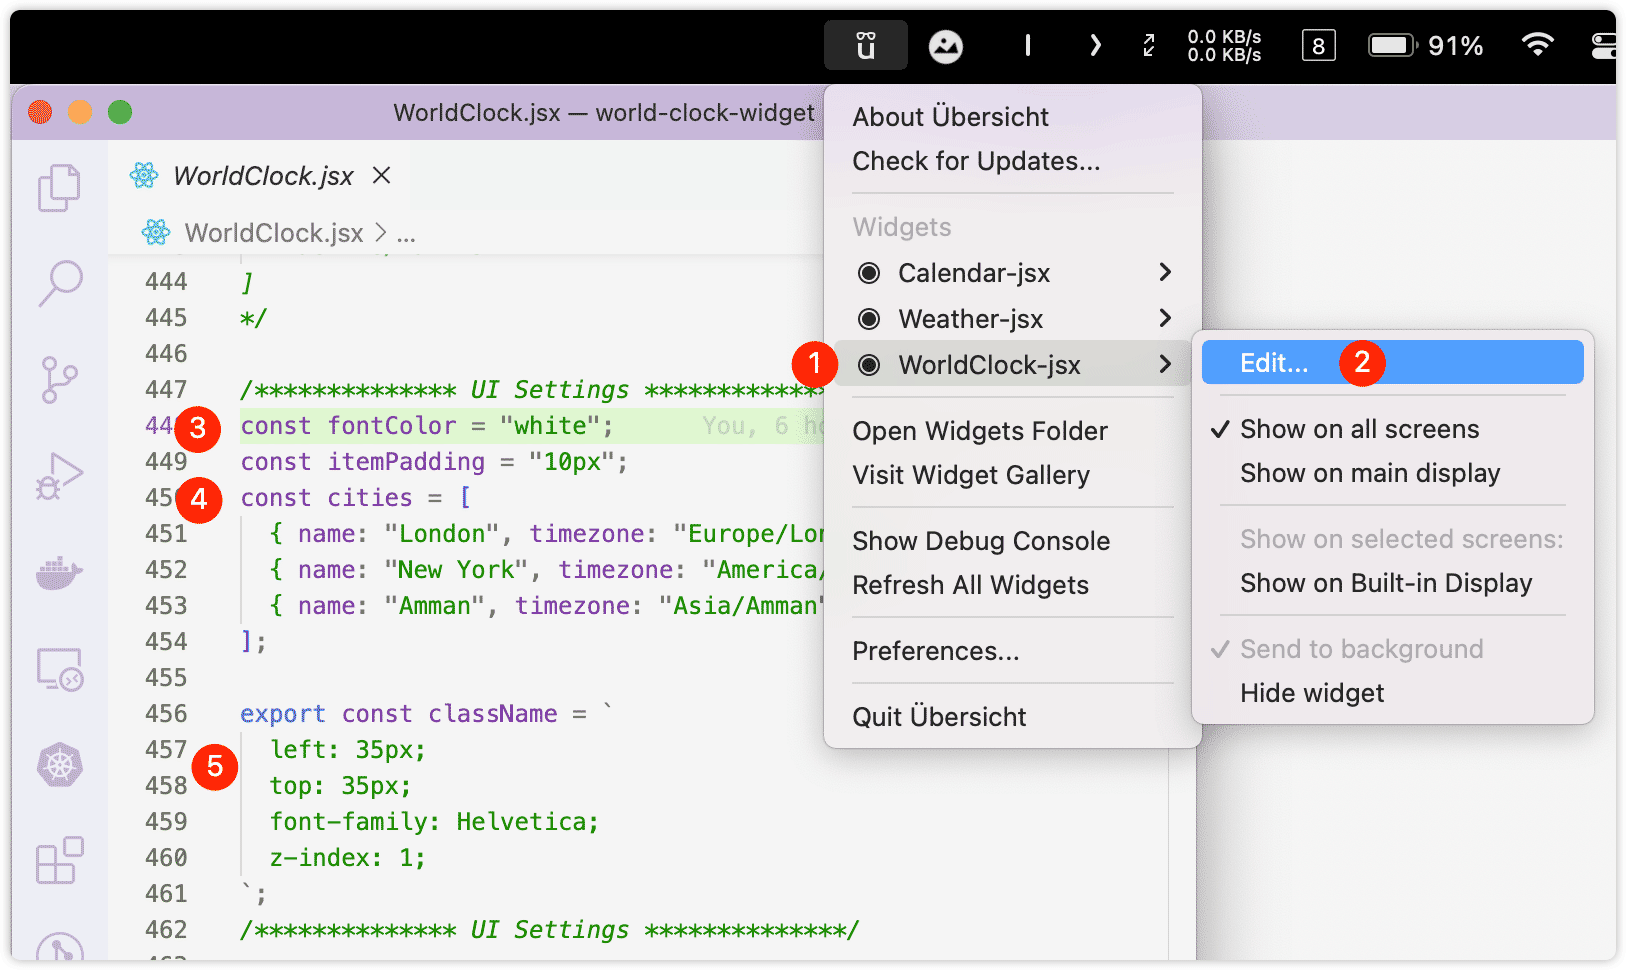 ü
0.0 KB/s
0.0 KB/s
8
91%
WorldClock.jsx — world-clock-widget
WorldClock.jsx
WorldClock.jsx > ...
444 ]
445 */
446
447 /************** UI Settings **************
3
const fontColor = "white"; You, 6
449 const itemPadding = "10px";
4
const cities = [
451 { name: "London", timezone: "Europe/
452 { name: "New York", timezone: "America/
453 { name: "Amman", timezone: "Asia/Amman"
454 ];
455
456 export const className = `
457 left: 35px;
5
458 top: 35px;
459 font-family: Helvetica;
460 z-index: 1;
461 `;
462 /************** UI Settings **************/
About Übersicht
Check for Updates...
Widgets
Calendar-jsx
Weather-jsx
1 WorldClock-jsx
Open Widgets Folder
Visit Widget Gallery
Show Debug Console
Refresh All Widgets
Preferences...
Quit Übersicht
Edit... 2
Show on all screens
Show on main display
Show on selected screens:
Show on Built-in Display
Send to background
Hide widget